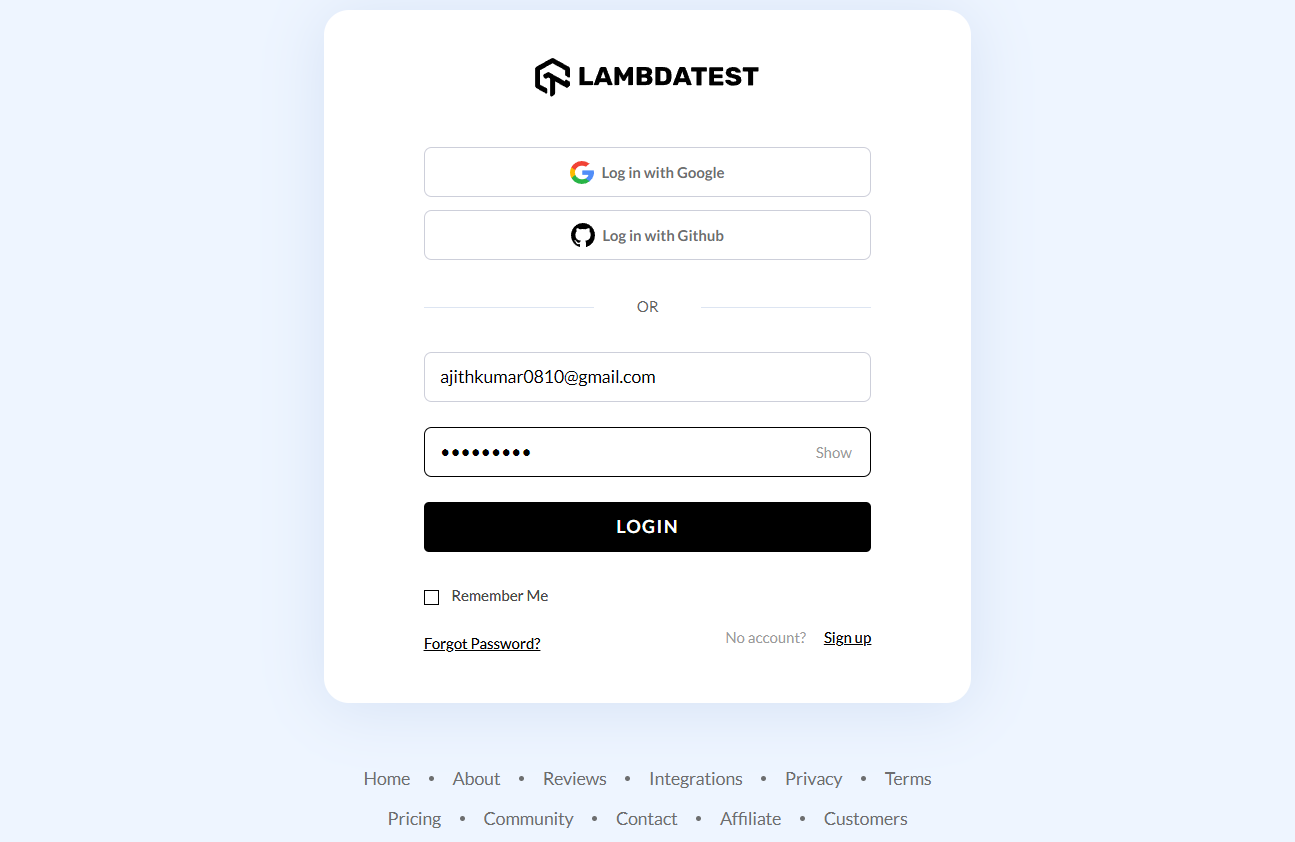 LAMBDATEST
Log in with Google
Log in with Github
OR
ajithkumar0810@gmail.com
••••••••• Show
LOGIN
Remember Me
Forgot Password? No account? Sign up
Home • About • Reviews • Integrations • Privacy • Terms
Pricing • Community • Contact • Affiliate • Customers